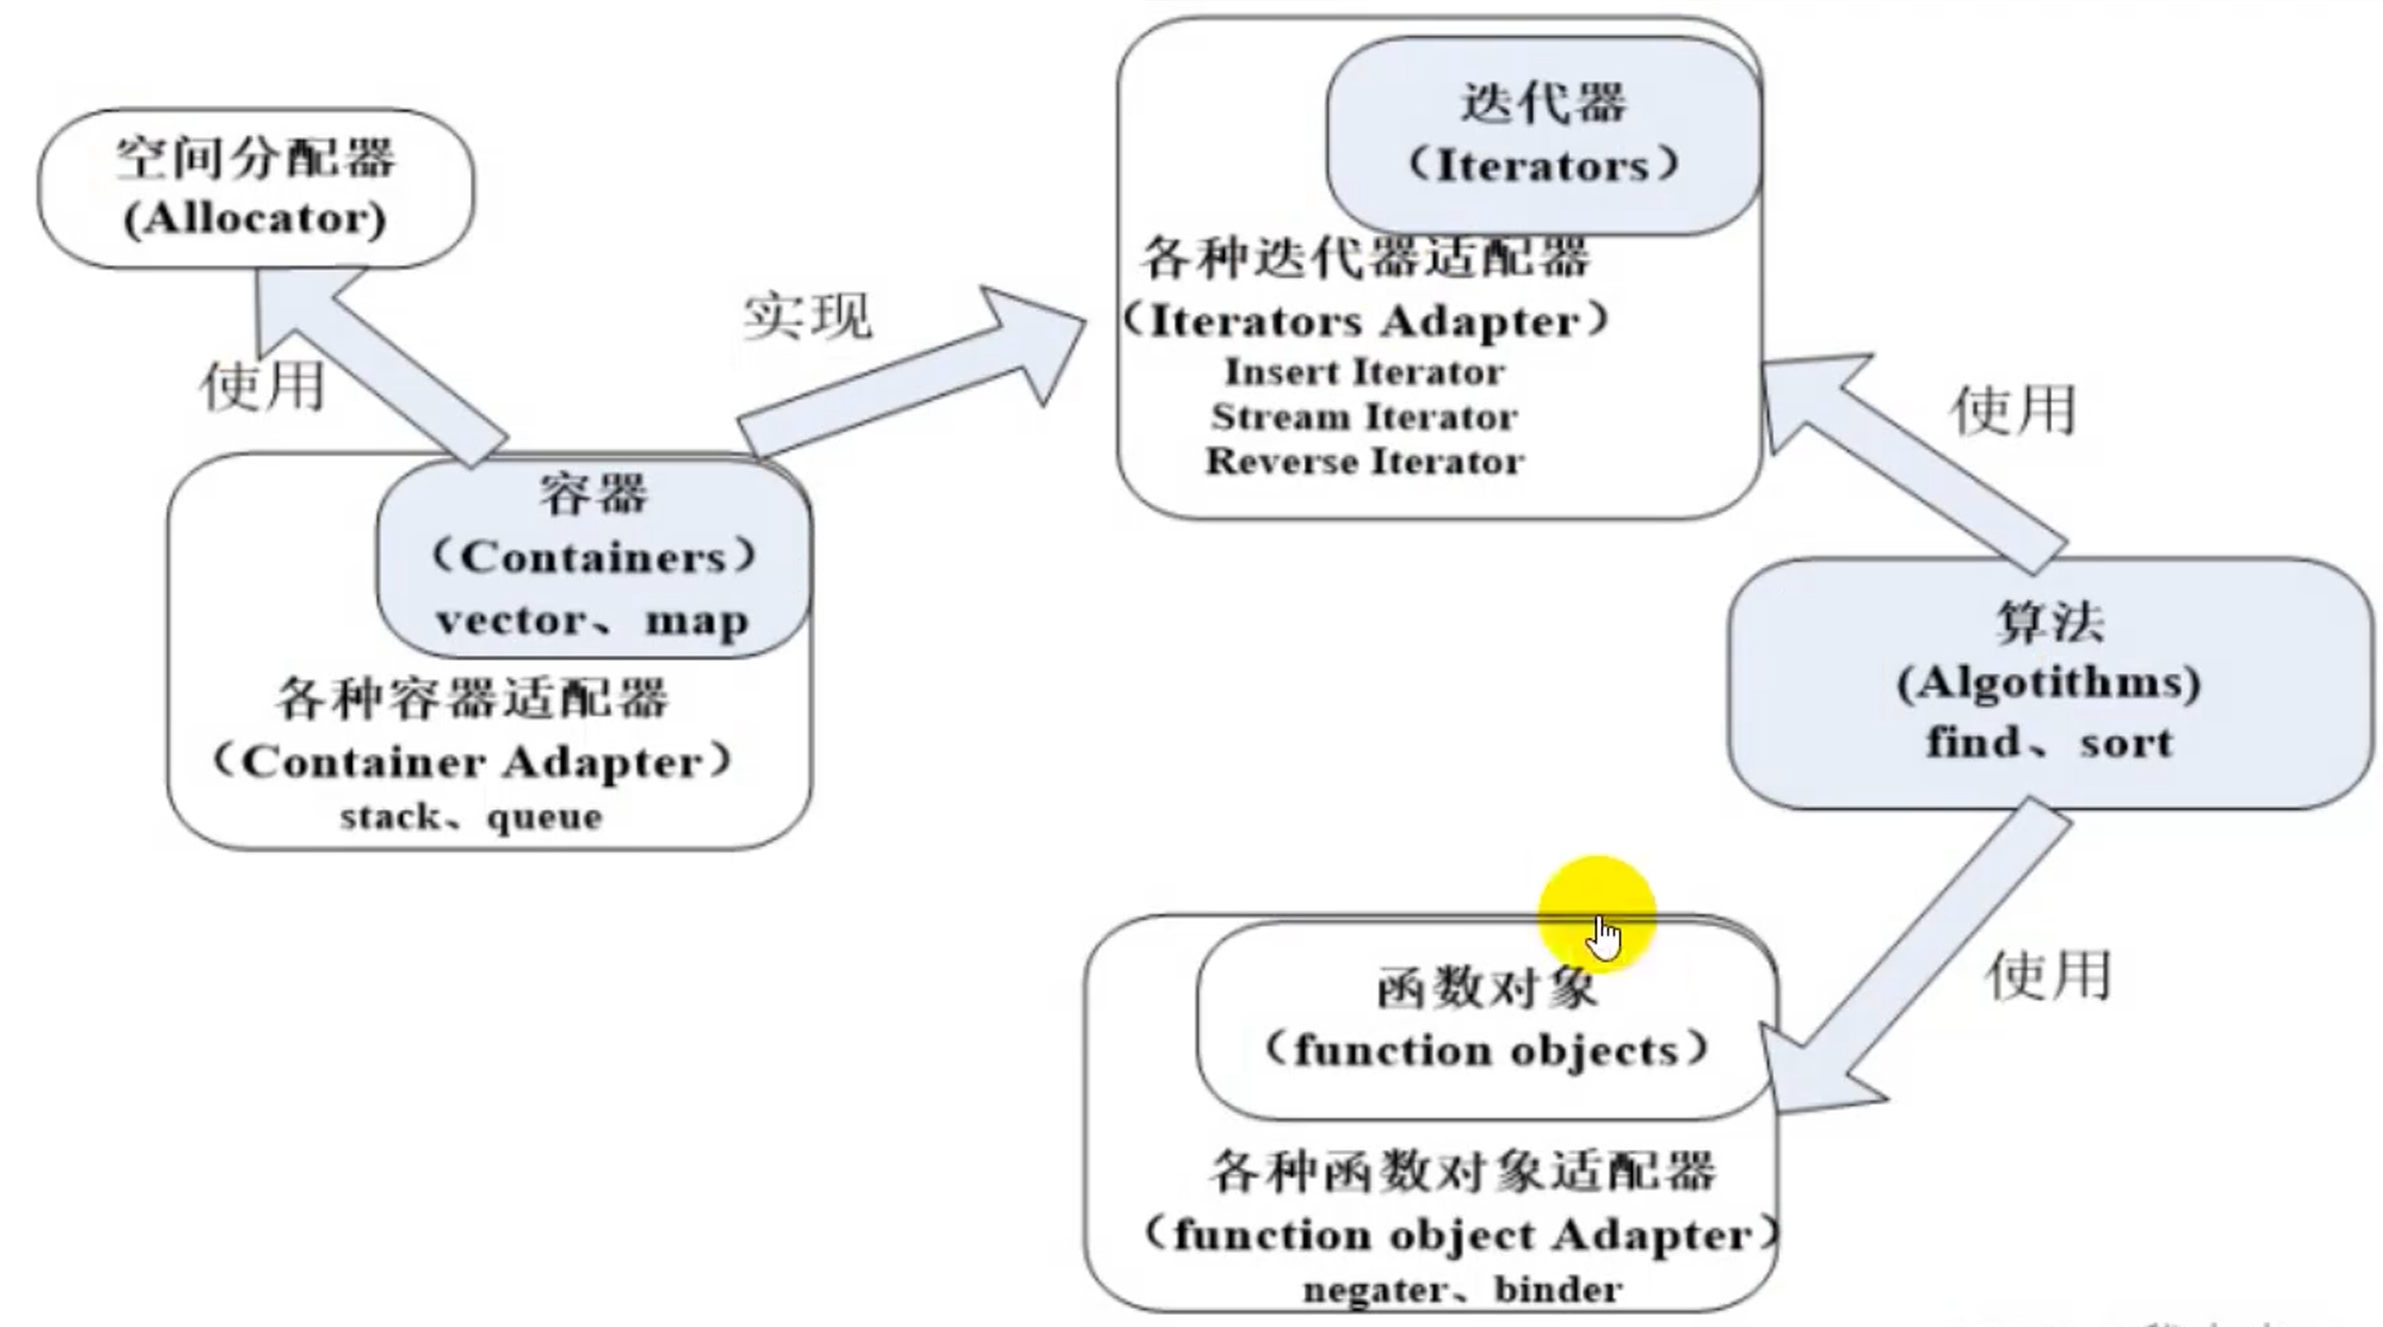 空间分配器
(Allocator)
使用
实现
容器
（Containers）
vector、map
各种容器适配器
（Container Adapter）
stack、queue
迭代器
（Iterators）
各种迭代器适配器
（Iterators Adapter）
Insert Iterator
Stream Iterator
Reverse Iterator
使用
算法
(Algotithms)
find、sort
使用
函数对象
（function objects）
各种函数对象适配器
（function object Adapter）
negater、binder